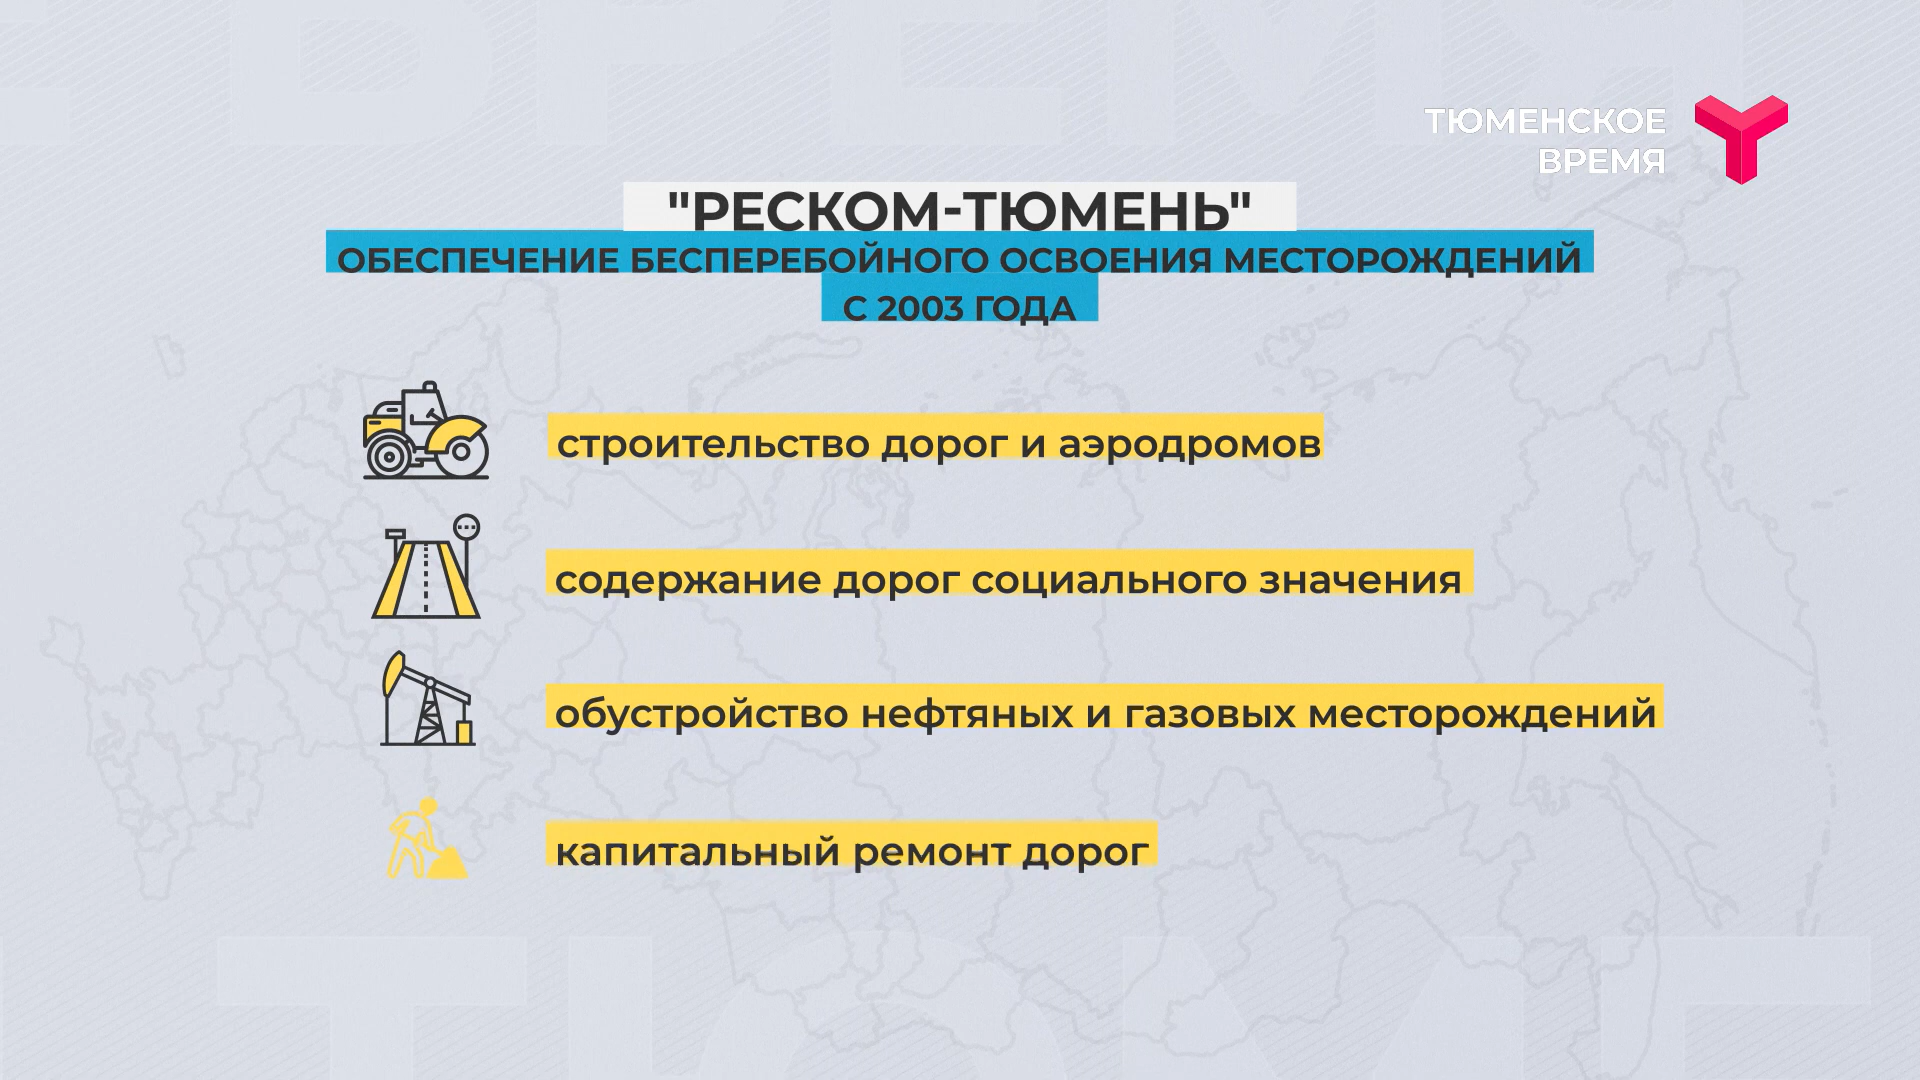 ТЮМЕНСКОЕ
ВРЕМЯ
"РЕСКОМ-ТЮМЕНЬ"
ОБЕСПЕЧЕНИЕ БЕСПЕРЕБОЙНОГО ОСВОЕНИЯ МЕСТОРОЖДЕНИЙ
С 2003 ГОДА
строительство дорог и аэродромов
содержание дорог социального значения
обустройство нефтяных и газовых месторождений
капитальный ремонт дорог